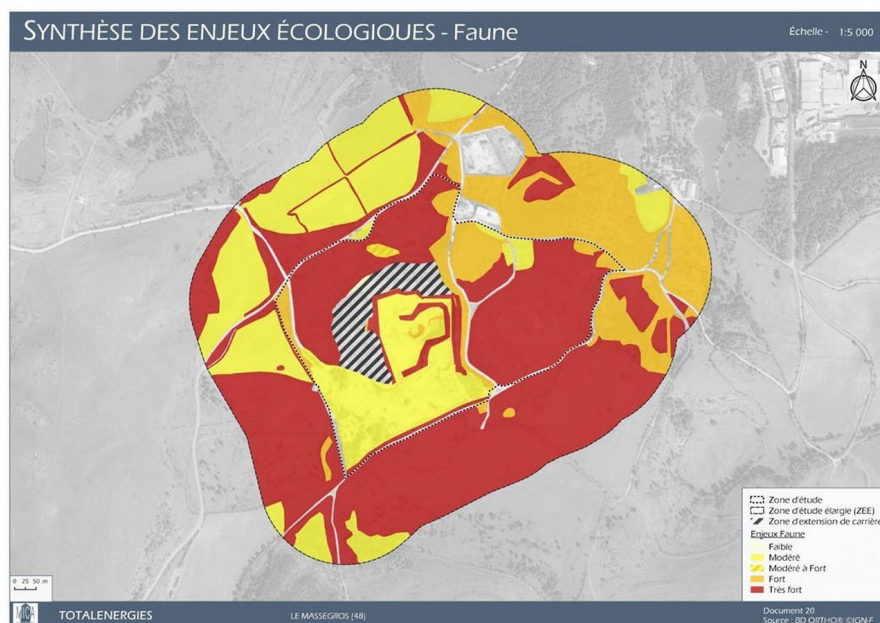 SYNTHÈSE DES ENJEUX ÉCOLOGIQUES - Faune
Échelle - 1:5 000
N
Zone d'étude
Zone d'étude élargie (ZEE)
Zone d'extension de carrière
Enjeux Faune
Faible
Modéré
Modéré à Fort
Fort
Très fort
0 25 50 m
MICA
TOTALENERGIES
LE MASSEGROS (48)
Document 20
Source : BD ORTHO® ©IGN-F